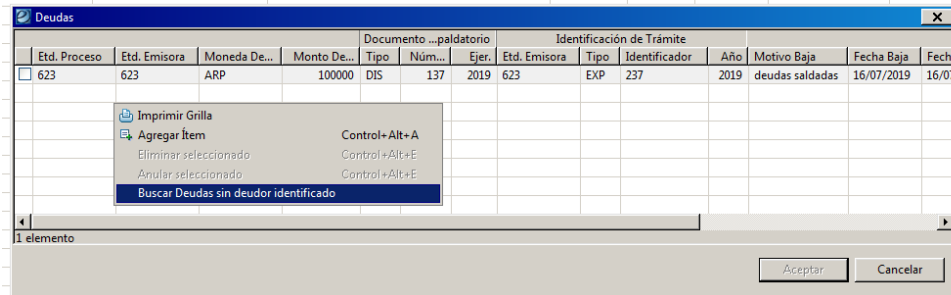 Deudas
Documento ...paldatorio Identificación de Trámite
Etd. Proceso Etd. Emisora Moneda De... Monto De... Tipo Núm... Ejer. Etd. Emisora Tipo Identificador Año Motivo Baja Fecha Baja Fech
623 623 ARP 100000 DIS 137 2019 623 EXP 237 2019 deudas saldadas 16/07/2019 16/07
Imprimir Grilla
Agregar Ítem Control+Alt+A
Eliminar seleccionado Control+Alt+E
Anular seleccionado Control+Alt+E
Buscar Deudas sin deudor identificado
1 elemento
Aceptar Cancelar